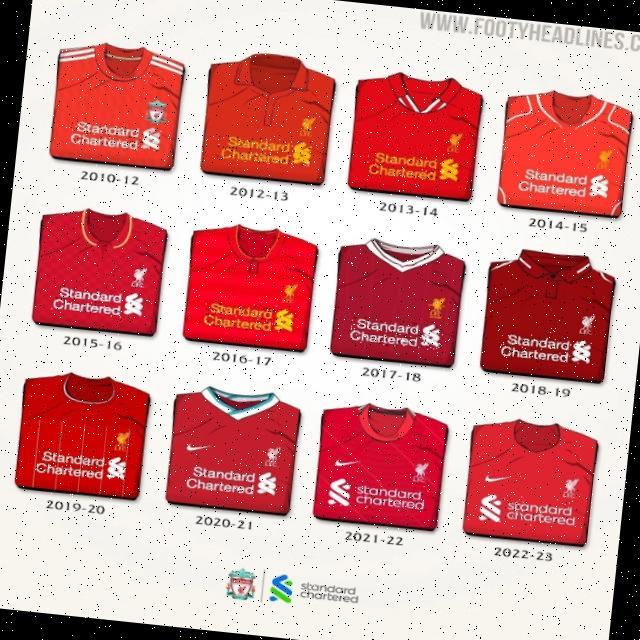 WWW.FOOTYHEADLINES.C
Standard Chartered
2010-12
Standard Chartered
2012-13
Standard Chartered
2013-14
Standard Chartered
2014-15
Standard Chartered
2015-16
Standard Chartered
2016-17
Standard Chartered
2017-18
Standard Chartered
2018-19
Standard Chartered
2019-20
Standard Chartered
2020-21
standard chartered
2021-22
standard chartered
2022-23
standard
chartered